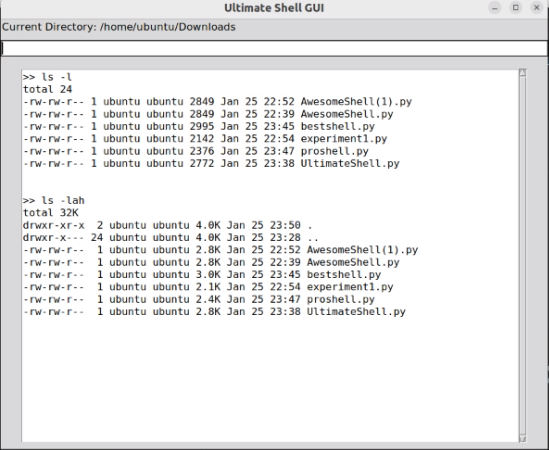 Ultimate Shell GUI
Current Directory: /home/ubuntu/Downloads
>> ls -l
total 24
-rw-rw-r-- 1 ubuntu ubuntu 2849 Jan 25 22:52 AwesomeShell(1).py
-rw-rw-r-- 1 ubuntu ubuntu 2849 Jan 25 22:39 AwesomeShell.py
-rw-rw-r-- 1 ubuntu ubuntu 2995 Jan 25 23:45 bestshell.py
-rw-rw-r-- 1 ubuntu ubuntu 2142 Jan 25 22:54 experiment1.py
-rw-rw-r-- 1 ubuntu ubuntu 2376 Jan 25 23:47 proshell.py
-rw-rw-r-- 1 ubuntu ubuntu 2772 Jan 25 23:38 UltimateShell.py
>> ls -lah
total 32K
drwxr-xr-x  2 ubuntu ubuntu 4.0K Jan 25 23:50 .
drwxr-x--- 24 ubuntu ubuntu 4.0K Jan 25 23:28 ..
-rw-rw-r--  1 ubuntu ubuntu 2.8K Jan 25 22:52 AwesomeShell(1).py
-rw-rw-r--  1 ubuntu ubuntu 2.8K Jan 25 22:39 AwesomeShell.py
-rw-rw-r--  1 ubuntu ubuntu 3.0K Jan 25 23:45 bestshell.py
-rw-rw-r--  1 ubuntu ubuntu 2.1K Jan 25 22:54 experiment1.py
-rw-rw-r--  1 ubuntu ubuntu 2.4K Jan 25 23:47 proshell.py
-rw-rw-r--  1 ubuntu ubuntu 2.8K Jan 25 23:38 UltimateShell.py